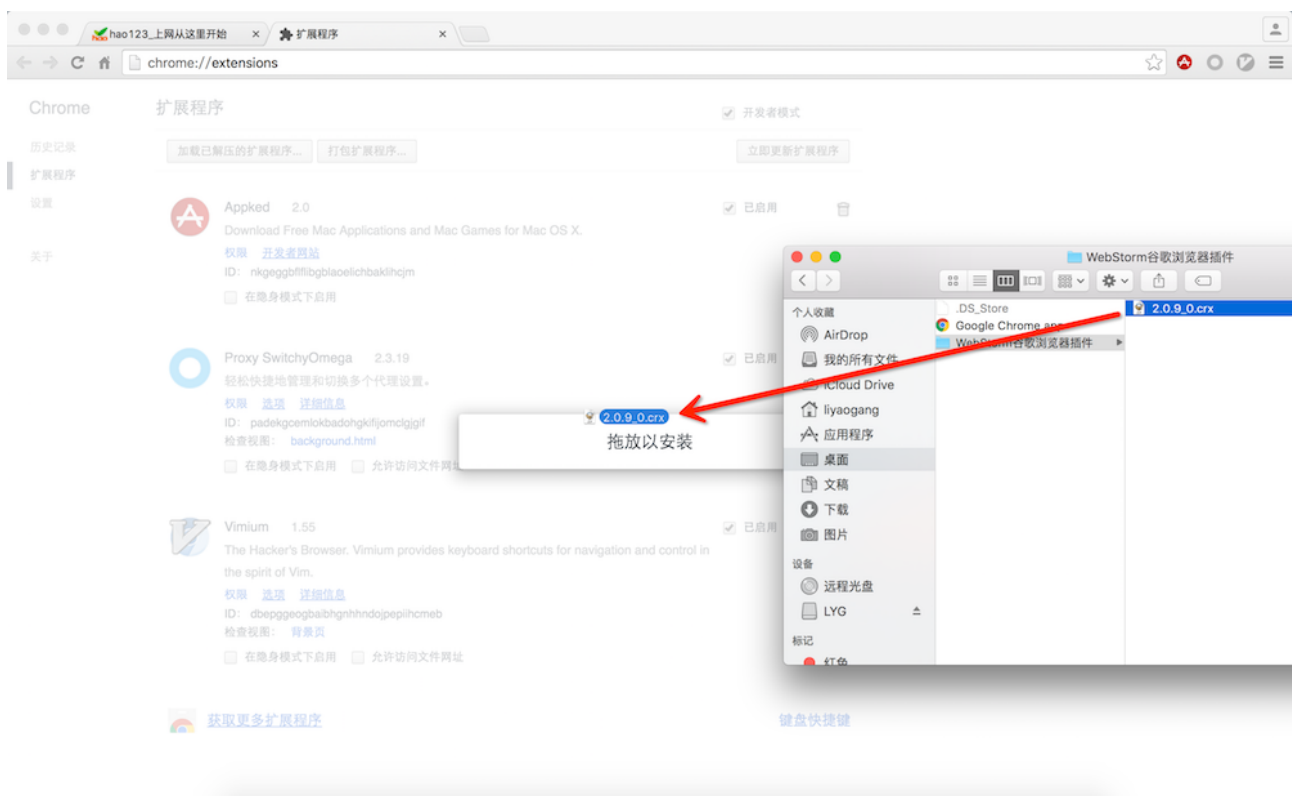 hao123_上网从这里开始
扩展程序
chrome://extensions
Chrome
扩展程序
开发者模式
历史记录
扩展程序
设置
关于
加载已解压的扩展程序...
打包扩展程序...
立即更新扩展程序
Appked 2.0
已启用
Download Free Mac Applications and Mac Games for Mac OS X.
权限 开发者网站
ID: nkgeggbflflibgblaoelichbaklihcjm
在隐身模式下启用
Proxy SwitchyOmega 2.3.19
已启用
轻松快捷地管理和切换多个代理设置。
权限 选项 详细信息
ID: padekgcemlokbadohgkifijomclgjgif
检查视图: background.html
在隐身模式下启用 允许访问文件网址
2.0.9_0.crx
拖放以安装
Vimium 1.55
已启用
The Hacker's Browser. Vimium provides keyboard shortcuts for navigation and control in
the spirit of Vim.
权限 选项 详细信息
ID: dbepggeogbaibhgnhhndojpepiihcmeb
检查视图: 背景页
在隐身模式下启用 允许访问文件网址
获取更多扩展程序
键盘快捷键
WebStorm谷歌浏览器插件
个人收藏
AirDrop
我的所有文件
iCloud Drive
liyaogang
应用程序
桌面
文稿
下载
图片
设备
远程光盘
LYG
标记
红色
.DS_Store
Google Chrome.app
WebStorm谷歌浏览器插件
2.0.9_0.crx